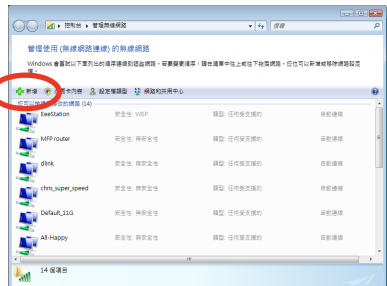 控制台 ▸ 管理無線網路
搜尋
管理使用 (無線網路連線) 的無線網路
Windows 會嘗試以下面列出的順序連線到這些網路。若要變更順序，請在清單中往上或往下拖曳網路。您也可以新增或移除網路設定
檔。
新增 卡內容 設定檔類型 網路和共用中心
的網路 (14)
EeeStation 安全性: WEP 類型: 任何受支援的 自動連線
MFP router 安全性: 無安全性 類型: 任何受支援的 自動連線
dlink 安全性: 無安全性 類型: 任何受支援的 自動連線
chris_super_speed 安全性: 無安全性 類型: 任何受支援的 自動連線
Default_11G 安全性: 無安全性 類型: 任何受支援的 自動連線
All-Happy 安全性: 無安全性 類型: 任何受支援的 自動連線
14 個項目